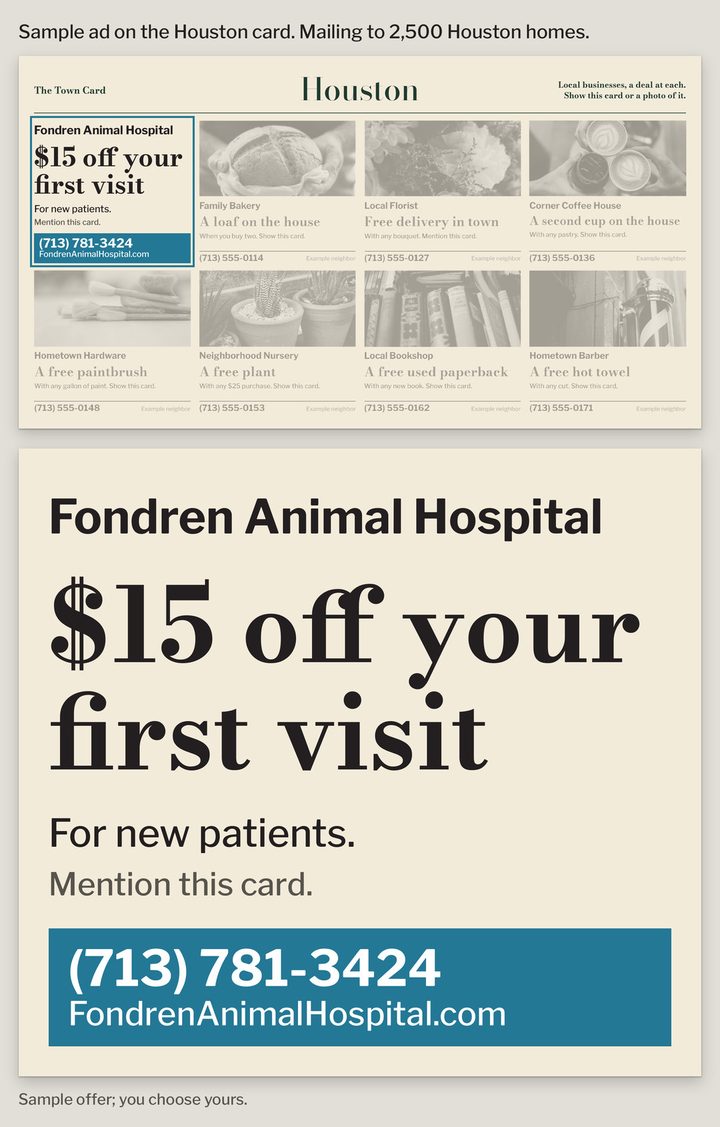 Sample ad on the Houston card. Mailing to 2,500 Houston homes.
The Town Card
Houston
Local businesses, a deal at each.
Show this card or a photo of it.
Fondren Animal Hospital
$15 off your
first visit
For new patients.
Mention this card.
(713) 781-3424
FondrenAnimalHospital.com
Family Bakery
A loaf on the house
When you buy two. Show this card.
(713) 555-0114
Example neighbor
Local Florist
Free delivery in town
With any bouquet. Mention this card.
(713) 555-0127
Example neighbor
Corner Coffee House
A second cup on the house
With any pastry. Show this card.
(713) 555-0136
Example neighbor
Hometown Hardware
A free paintbrush
With any gallon of paint. Show this card.
(713) 555-0148
Example neighbor
Neighborhood Nursery
A free plant
With any $25 purchase. Show this card.
(713) 555-0153
Example neighbor
Local Bookshop
A free used paperback
With any new book. Show this card.
(713) 555-0162
Example neighbor
Hometown Barber
A free hot towel
With any cut. Show this card.
(713) 555-0171
Example neighbor
Fondren Animal Hospital
$15 off your
first visit
For new patients.
Mention this card.
(713) 781-3424
FondrenAnimalHospital.com
Sample offer; you choose yours.